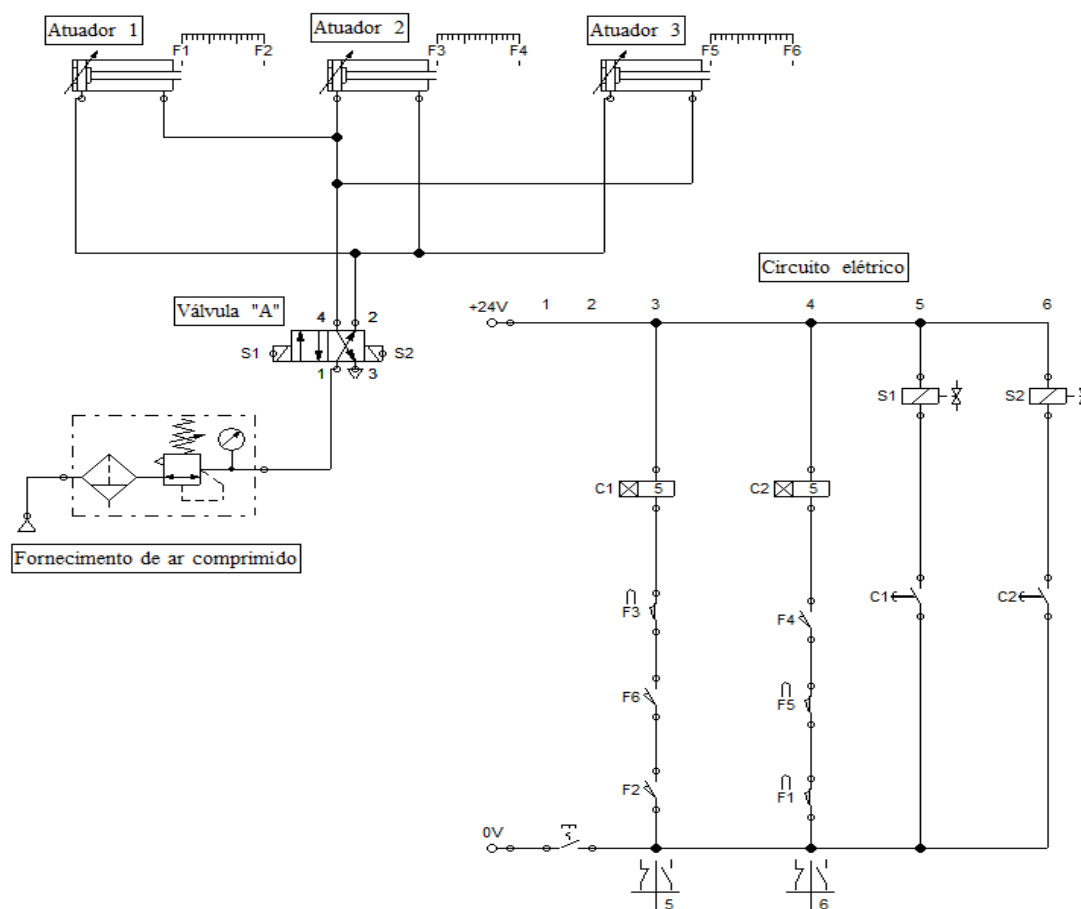 Atuador 1
F1 F2
Atuador 2
F3 F4
Atuador 3
F5 F6
Válvula "A"
4 2
S1 S2
1 3
Fornecimento de ar comprimido
Circuito elétrico
+24V 1 2 3 4 5 6
S1 S2
C1 5 C2 5
F3 F4 C1 C2
F6 F5
F2 F1
0V
5 6